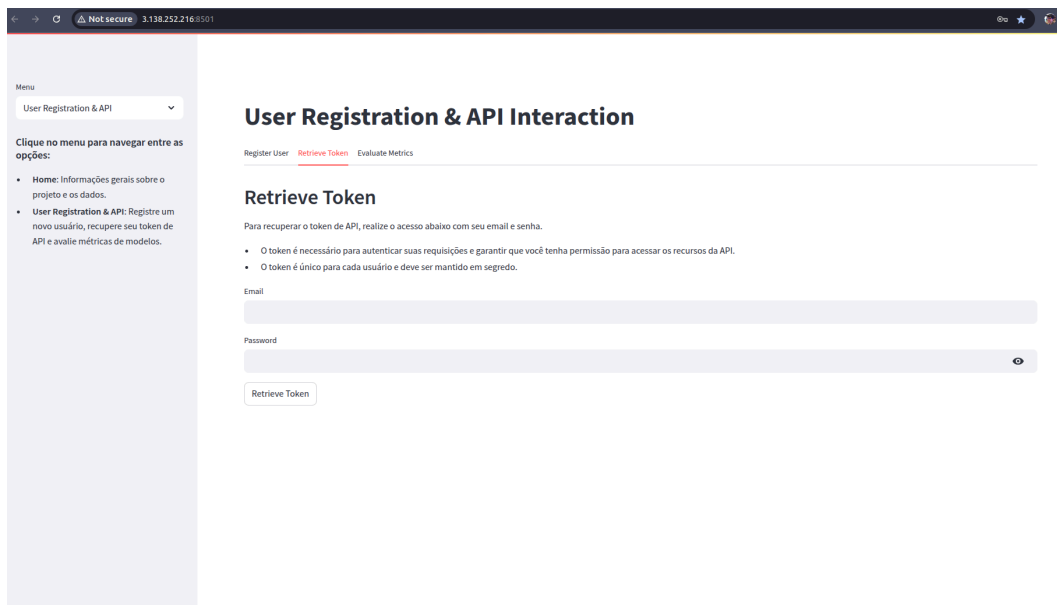 Not secure 3.138.252.216:8501
Menu
User Registration & API
Clique no menu para navegar entre as
opções:
Home: Informações gerais sobre o
projeto e os dados.
User Registration & API: Registre um
novo usuário, recupere seu token de
API e avalie métricas de modelos.
User Registration & API Interaction
Register User Retrieve Token Evaluate Metrics
Retrieve Token
Para recuperar o token de API, realize o acesso abaixo com seu email e senha.
O token é necessário para autenticar suas requisições e garantir que você tenha permissão para acessar os recursos da API.
O token é único para cada usuário e deve ser mantido em segredo.
Email
Password
Retrieve Token